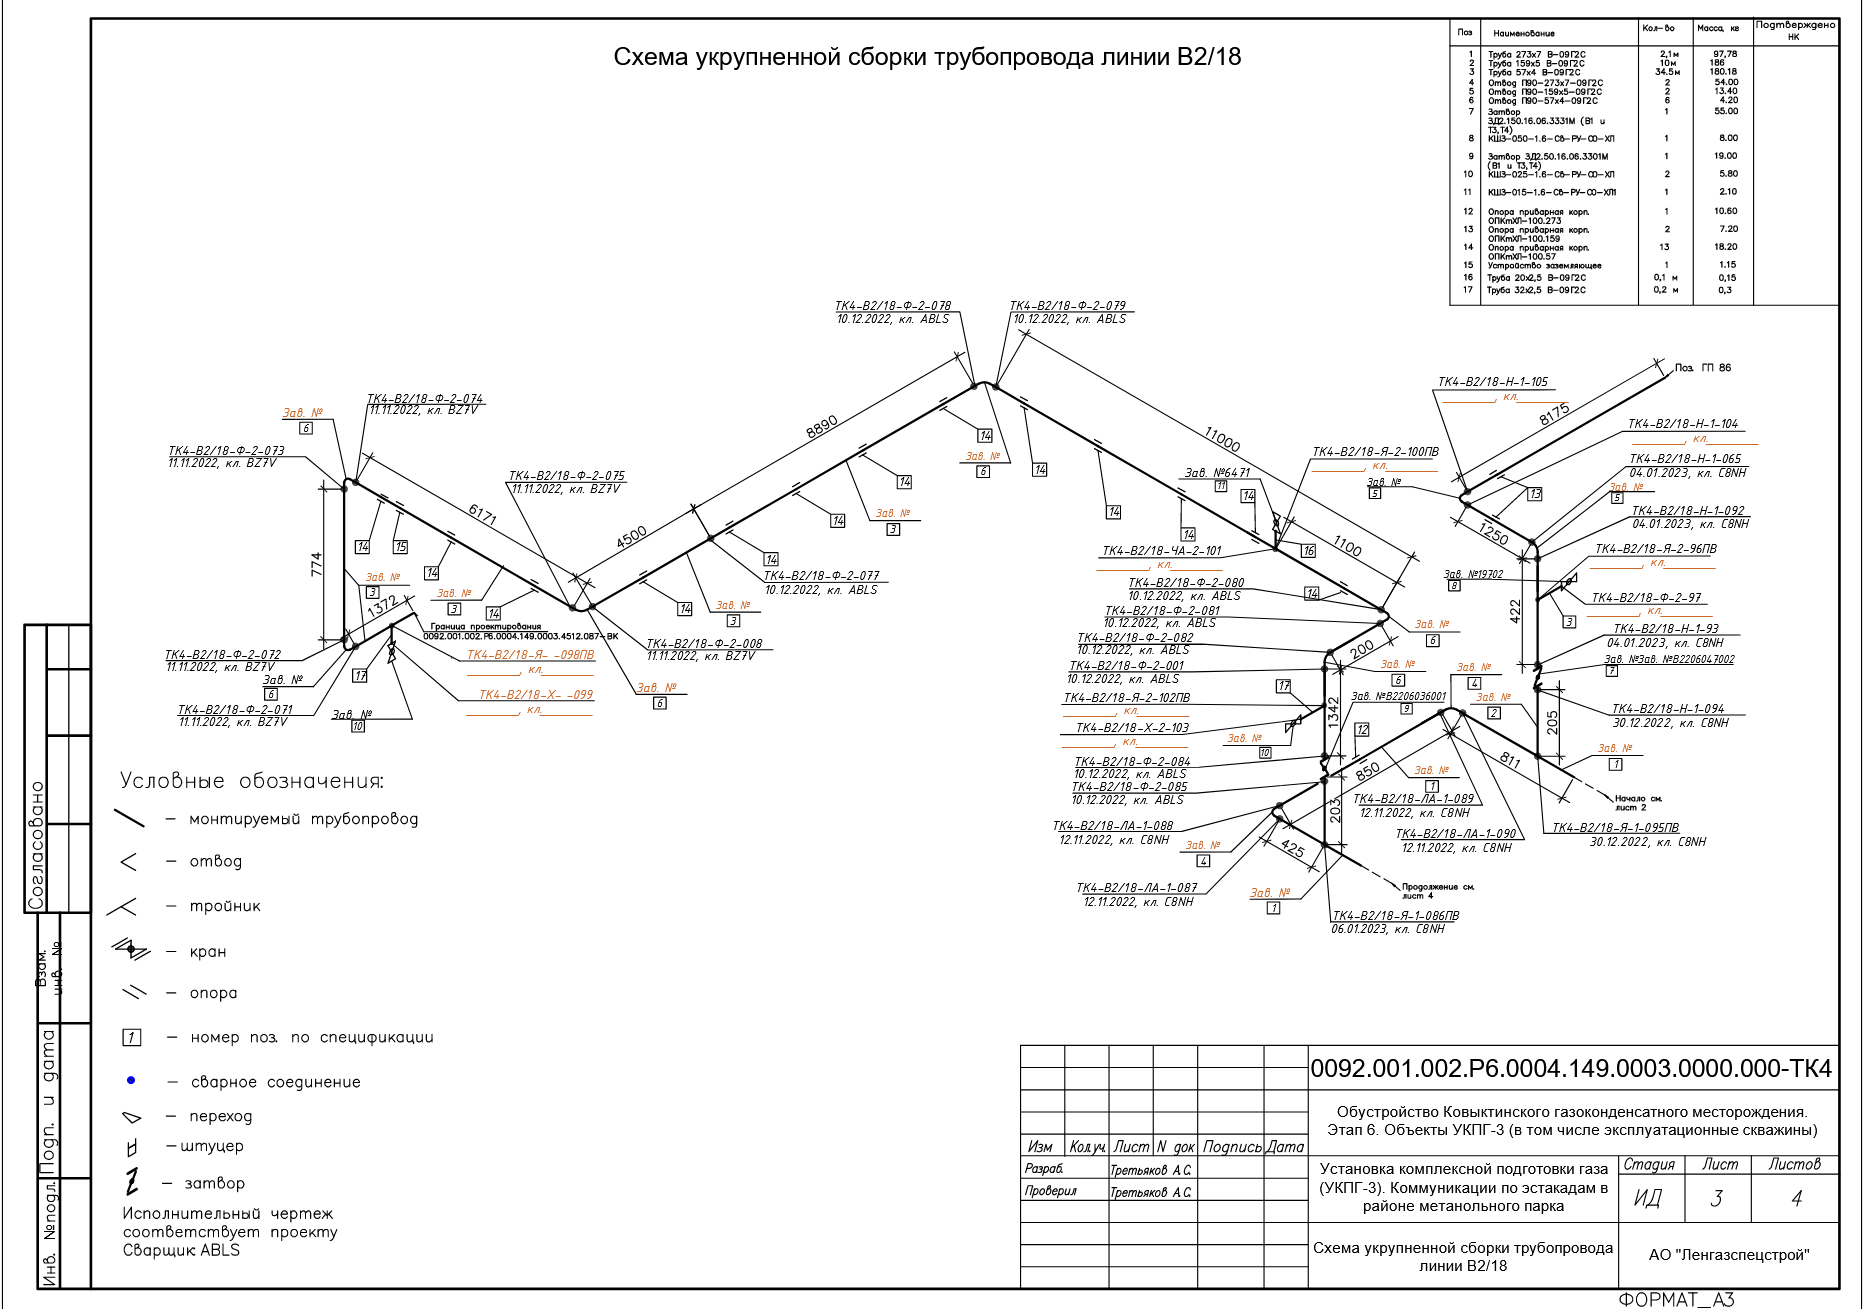 Схема укрупненной сборки трубопровода линии В2/18
Поз Наименование Кол-во Масса, кг Подтверждено НК
1 Труба 273х7 В-09Г2С 2,1м 97,78
2 Труба 159х5 В-09Г2С 10м 186
3 Труба 57х4 В-09Г2С 34.5м 180.18
4 Отвод П90-273х7-09Г2С 2 54.00
5 Отвод П90-159х5-09Г2С 2 13.40
6 Отвод П90-57х4-09Г2С 6 4.20
7 Затвор 1 55.00
ЗД2.150.16.06.3331М (В1 и
Т3,Т4)
8 КШЗ-050-1.6-Св-РУ-СО-ХЛ 1 8.00
9 Затвор ЗД2.50.16.06.3301М 1 19.00
(В1 и Т3,Т4)
10 КШЗ-025-1.6-Св-РУ-СО-ХЛ 2 5.80
11 КШЗ-015-1.6-Св-РУ-СО-ХЛ1 1 2.10
12 Опора приварная корп. 1 10.60
ОПКтХЛ-100.273
13 Опора приварная корп. 2 7.20
ОПКтХЛ-100.159
14 Опора приварная корп. 13 18.20
ОПКтХЛ-100.57
15 Устройство заземляющее 1 1.15
16 Труба 20х2,5 В-09Г2С 0,1 м 0,15
17 Труба 32х2,5 В-09Г2С 0,2 м 0,3
ТК4-В2/18-Ф-2-078
10.12.2022, кл. ABLS
ТК4-В2/18-Ф-2-079
10.12.2022, кл. ABLS
Поз. ГП 86
ТК4-В2/18-Н-1-105
, кл.
8175
ТК4-В2/18-Ф-2-074
11.11.2022, кл. BZ7V
Зав. №
6
ТК4-В2/18-Ф-2-073
11.11.2022, кл. BZ7V
8890
11000
14
14
Зав. №
6
14
14
ТК4-В2/18-Н-1-104
, кл.
ТК4-В2/18-Я-2-100ПВ
, кл.
ТК4-В2/18-Н-1-065
04.01.2023, кл. C8NH
Зав. №6471
11
14
Зав. №
5
13
Зав. №
5
ТК4-В2/18-Ф-2-075
11.11.2022, кл. BZ7V
6171
4500
14
Зав. №
3
14
14
ТК4-В2/18-Н-1-092
04.01.2023, кл. C8NH
1250
1100
16
14
15
14
14
774
Зав. №
3
1372
Зав. №
3
14
ТК4-В2/18-ЧА-2-101
, кл.
ТК4-В2/18-Я-2-96ПВ
, кл.
ТК4-В2/18-Ф-2-077
10.12.2022, кл. ABLS
14
Зав. №
3
ТК4-В2/18-Ф-2-080
10.12.2022, кл. ABLS
14
Зав. №19702
8
ТК4-В2/18-Ф-2-97
, кл.
3
422
ТК4-В2/18-Ф-2-081
10.12.2022, кл. ABLS
Зав. №
6
Граница проектирования
0092.001.002.Р6.0004.149.0003.4512.087-ВК
ТК4-В2/18-Ф-2-008
11.11.2022, кл. BZ7V
ТК4-В2/18-Ф-2-082
10.12.2022, кл. ABLS
200
ТК4-В2/18-Н-1-93
04.01.2023, кл. C8NH
ТК4-В2/18-Ф-2-072
11.11.2022, кл. BZ7V
ТК4-В2/18-Я- -098ПВ
, кл.
ТК4-В2/18-Ф-2-001
10.12.2022, кл. ABLS
Зав. №
6
Зав. №
4
Зав. №Зав. №В2206047002
7
Зав. №
6
17
ТК4-В2/18-Х- -099
, кл.
Зав. №
6
17
ТК4-В2/18-Я-2-102ПВ
, кл.
Зав. №В2206036001
9
Зав. №
2
ТК4-В2/18-Ф-2-071
11.11.2022, кл. BZ7V
Зав. №
10
ТК4-В2/18-Х-2-103
, кл.
1342
ТК4-В2/18-Н-1-094
30.12.2022, кл. C8NH
205
12
Зав. №
10
Зав. №
1
ТК4-В2/18-Ф-2-084
10.12.2022, кл. ABLS
850
Зав. №
1
811
ТК4-В2/18-Ф-2-085
10.12.2022, кл. ABLS
203
ТК4-В2/18-ЛА-1-089
12.11.2022, кл. C8NH
Начало см.
лист 2
ТК4-В2/18-ЛА-1-088
12.11.2022, кл. C8NH
ТК4-В2/18-ЛА-1-090
12.11.2022, кл. C8NH
ТК4-В2/18-Я-1-095ПВ
30.12.2022, кл. C8NH
Зав. №
4
425
ТК4-В2/18-ЛА-1-087
12.11.2022, кл. C8NH
Зав. №
1
Продолжение см.
лист 4
ТК4-В2/18-Я-1-086ПВ
06.01.2023, кл. C8NH
Условные обозначения:
– монтируемый трубопровод
– отвод
– тройник
– кран
– опора
1 – номер поз. по спецификации
– сварное соединение
– переход
– штуцер
– затвор
Исполнительный чертеж
соответствует проекту
Сварщик: ABLS
Согласовано
Взам. инв. №
Подп. и дата
Инв. №подл.
0092.001.002.Р6.0004.149.0003.0000.000-ТК4
Обустройство Ковыктинского газоконденсатного месторождения.
Этап 6. Объекты УКПГ-3 (в том числе эксплуатационные скважины)
Изм Кол.уч. Лист N док Подпись Дата
Разраб. Третьяков А.С.
Проверил Третьяков А.С.
Установка комплексной подготовки газа
(УКПГ-3). Коммуникации по эстакадам в
районе метанольного парка
Стадия Лист Листов
ИД 3 4
Схема укрупненной сборки трубопровода
линии В2/18
АО "Ленгазспецстрой"
ФОРМАТ_А3